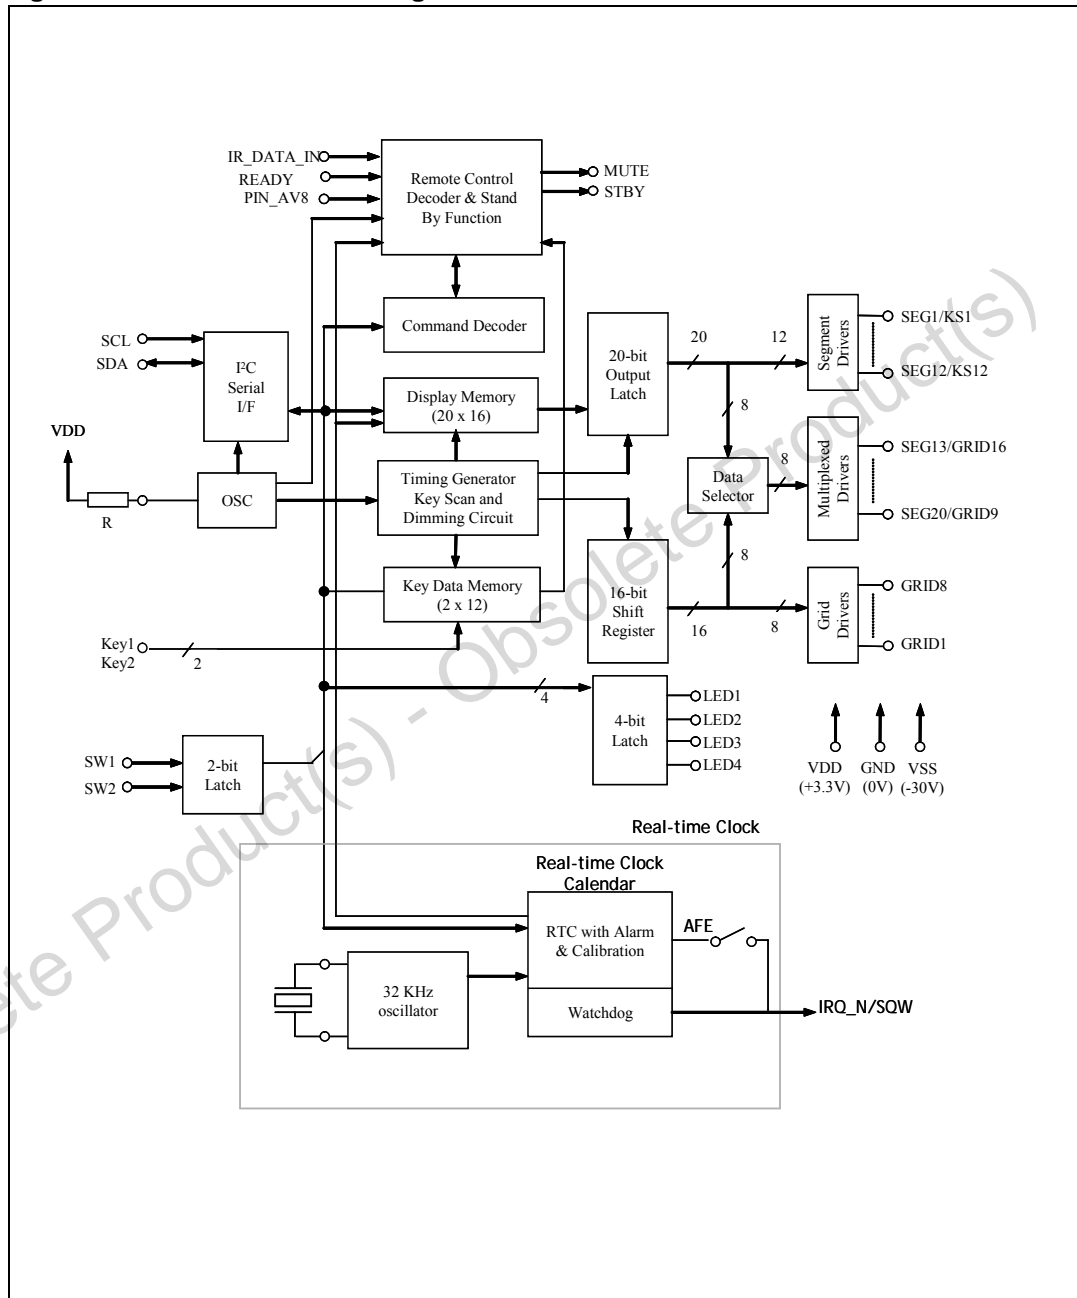 IR_DATA_IN
READY
PIN_AV8
Remote Control
Decoder & Stand
By Function
MUTE
STBY
Command Decoder
SCL
SDA
I²C
Serial
I/F
Display Memory
(20 x 16)
20-bit
Output
Latch
20
12
8
Segment
Drivers
SEG1/KS1
SEG12/KS12
VDD
R
OSC
Timing Generator
Key Scan and
Dimming Circuit
Data
Selector
8
Multiplexed
Drivers
SEG13/GRID16
SEG20/GRID9
Key Data Memory
(2 x 12)
16-bit
Shift
Register
8
16
8
Grid
Drivers
GRID8
GRID1
Key1
Key2
2
4
4-bit
Latch
LED1
LED2
LED3
LED4
VDD
(+3.3V)
GND
(0V)
VSS
(-30V)
SW1
SW2
2-bit
Latch
Real-time Clock
Real-time Clock
Calendar
RTC with Alarm
& Calibration
AFE
32 KHz
oscillator
Watchdog
IRQ_N/SQW
ete Product(s) - Obsolete Product(s)